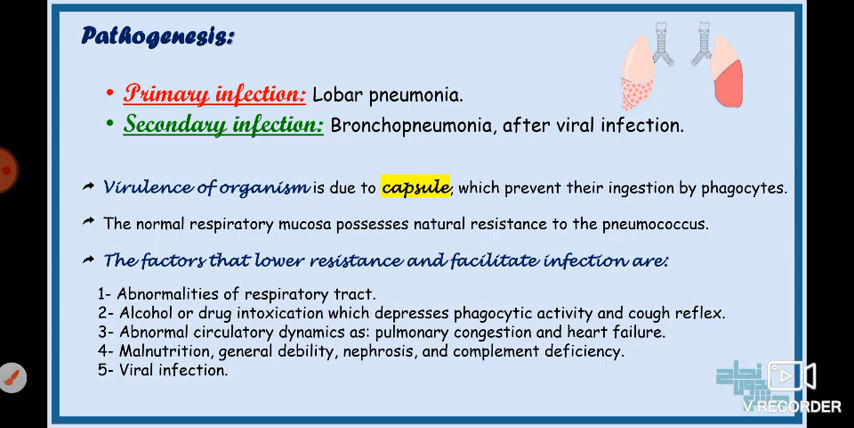 Pathogenesis:
• Primary infection: Lobar pneumonia.
• Secondary infection: Bronchopneumonia, after viral infection.
Virulence of organism is due to capsule, which prevent their ingestion by phagocytes.
The normal respiratory mucosa possesses natural resistance to the pneumococcus.
The factors that lower resistance and facilitate infection are:
1- Abnormalities of respiratory tract.
2- Alcohol or drug intoxication which depresses phagocytic activity and cough reflex.
3- Abnormal circulatory dynamics as: pulmonary congestion and heart failure.
4- Malnutrition, general debility, nephrosis, and complement deficiency.
5- Viral infection.
V RECORDER